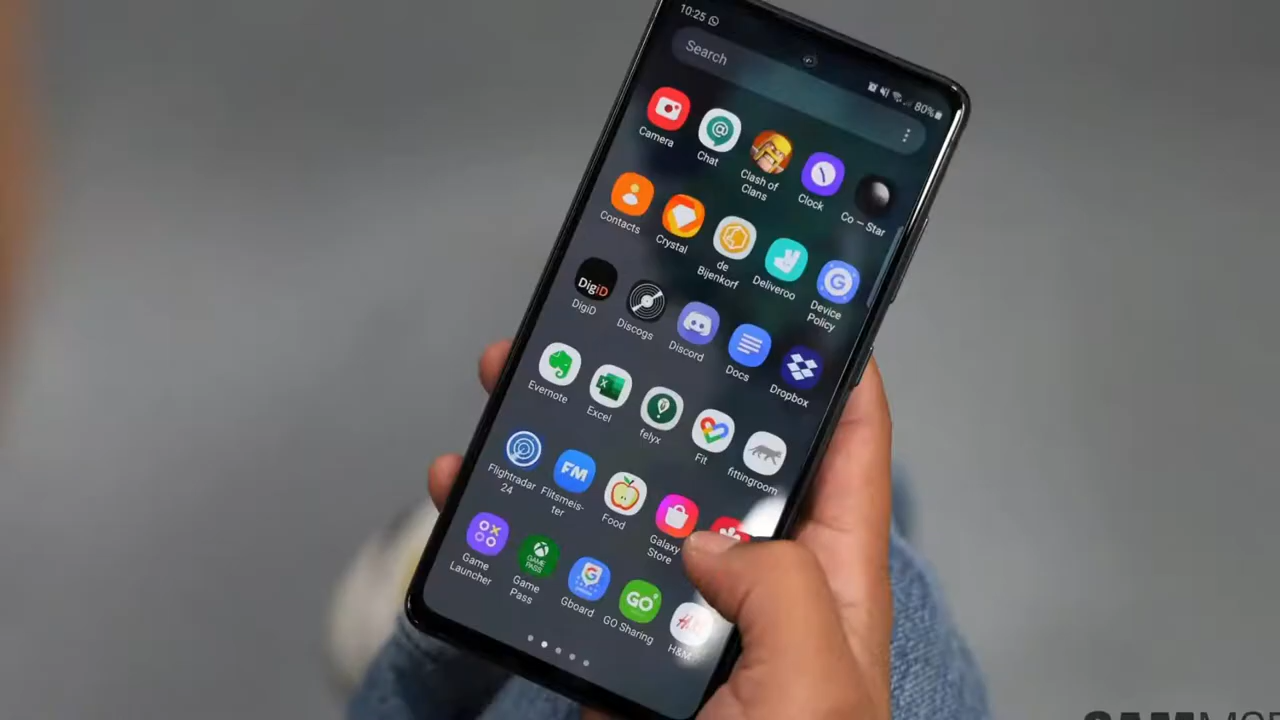 10:25
80%
Search
Camera
Chat
Clash of
Clans
Clock
Co – Star
Contacts
Crystal
de
Bijenkorf
Deliveroo
G
Device
Policy
DigiD
DigiD
Discogs
Discord
Docs
Dropbox
Evernote
Excel
felyx
Fit
fittingroom
Flightradar
24
FM
Flitsmeis-
ter
Food
Galaxy
Store
Game
Launcher
GAME
PASS
Game
Pass
G
Gboard
GO
GO Sharing
H&M
H&M